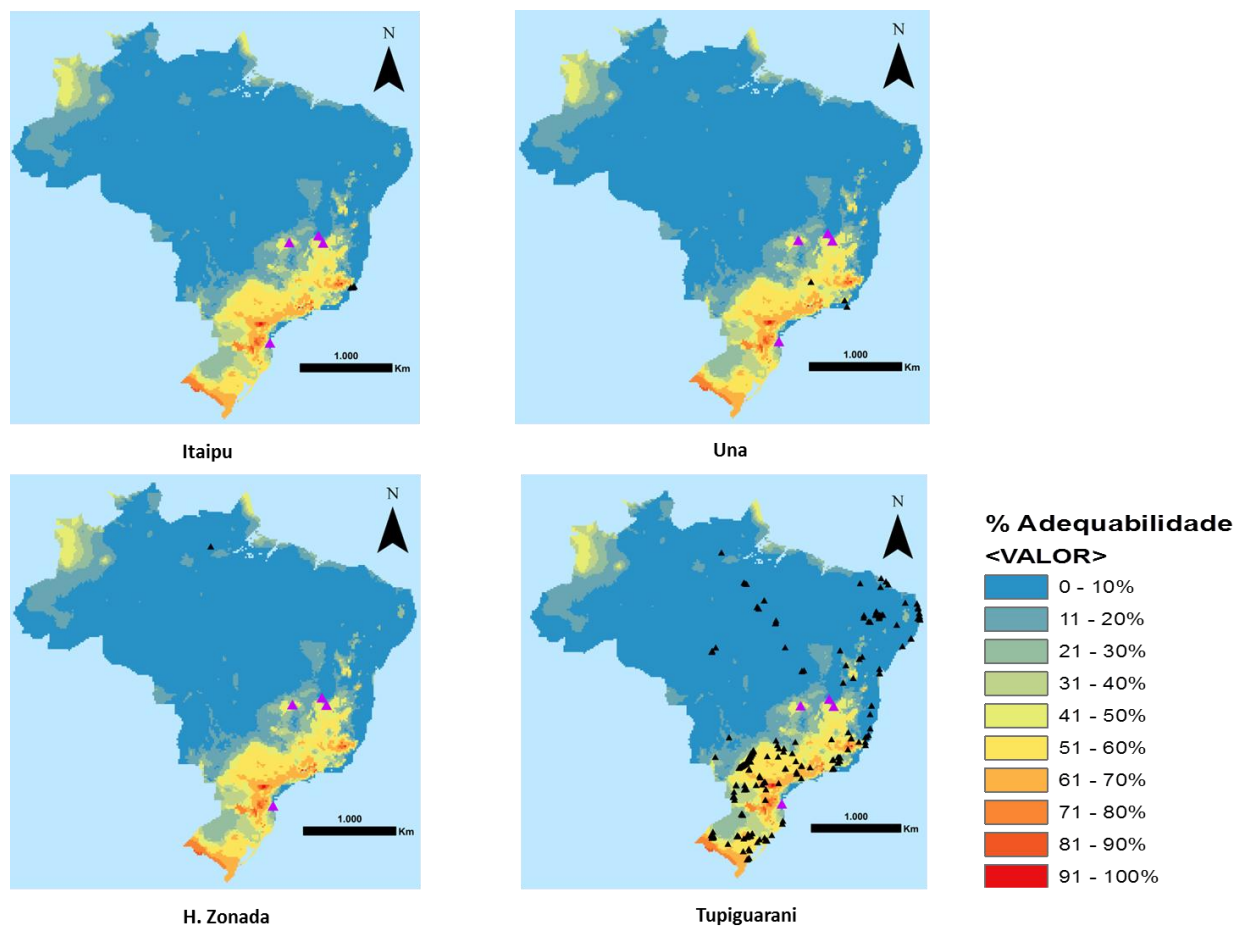 N
1.000
Km
Itaipu
N
1.000
Km
Una
N
1.000
Km
H. Zonada
N
1.000
Km
Tupiguarani
% Adequabilidade
<VALOR>
0 - 10%
11 - 20%
21 - 30%
31 - 40%
41 - 50%
51 - 60%
61 - 70%
71 - 80%
81 - 90%
91 - 100%